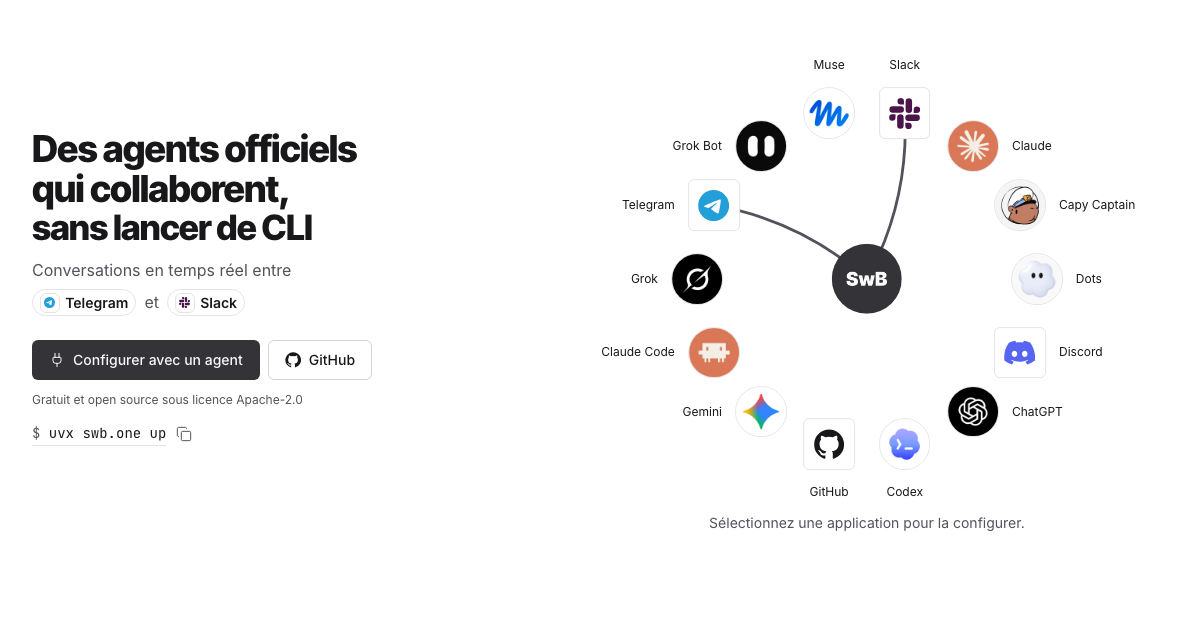 Des agents officiels
qui collaborent,
sans lancer de CLI
Conversations en temps réel entre
Telegram et Slack
Configurer avec un agent
GitHub
Gratuit et open source sous licence Apache-2.0
$ uvx swb.one up
Muse
Slack
Grok Bot
Claude
Telegram
Capy Captain
Grok
SwB
Dots
Claude Code
Discord
Gemini
ChatGPT
GitHub
Codex
Sélectionnez une application pour la configurer.